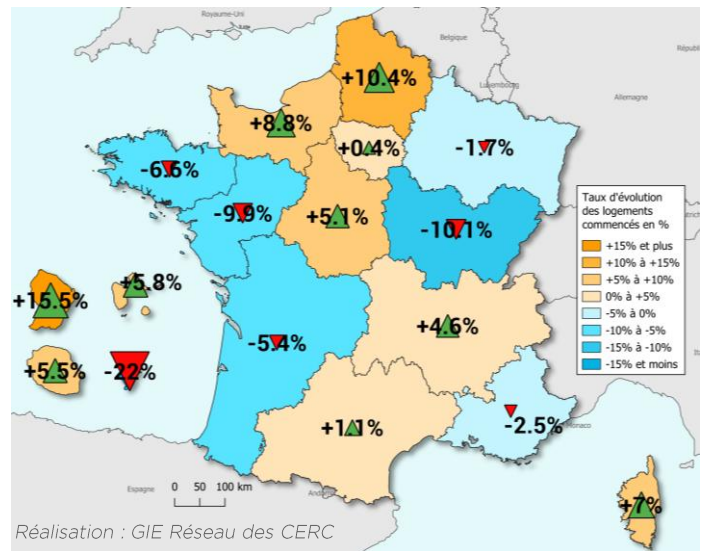 Royaume-Uni
Belgique
+10.4%
Luxembourg
Républi
Allemagne
+8.8%
+0.4%
-1.7%
-6.6%
-9.9%
+5.1%
-10.1%
Taux d'évolution
des logements
commencés en %
+15% et plus
+10% à +15%
+5% à +10%
0% à +5%
-5% à 0%
-10% à -5%
-15% à -10%
-15% et moins
+5.8%
+15.5%
+5.5%
-22%
-5.4%
+4.6%
+1.1%
-2.5%
Monaco
Espagne
0 50 100 km
+7%
Réalisation : GIE Réseau des CERC